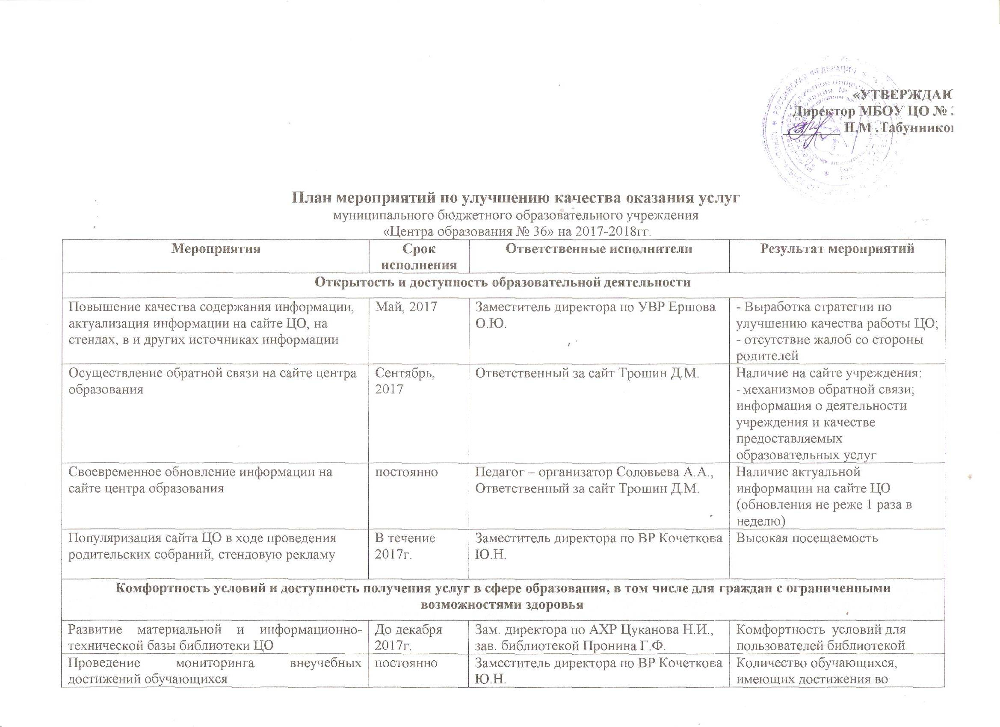 «УТВЕРЖДАЮ
Директор МБОУ ЦО №
Н.М .Табунников
План мероприятий по улучшению качества оказания услуг
муниципального бюджетного образовательного учреждения
«Центра образования № 36» на 2017-2018гг.
Мероприятия
Срок
исполнения
Ответственные исполнители
Результат мероприятий
Открытость и доступность образовательной деятельности
Повышение качества содержания информации,
актуализация информации на сайте ЦО, на
стендах, в и других источниках информации
Май, 2017
Заместитель директора по УВР Ершова
О.Ю.
- Выработка стратегии по
улучшению качества работы ЦО;
- отсутствие жалоб со стороны
родителей
Осуществление обратной связи на сайте центра
образования
Сентябрь,
2017
Ответственный за сайт Трошин Д.М.
Наличие на сайте учреждения:
- механизмов обратной связи;
информация о деятельности
учреждения и качестве
предоставляемых
образовательных услуг
Своевременное обновление информации на
сайте центра образования
постоянно
Педагог – организатор Соловьева А.А.,
Ответственный за сайт Трошин Д.М.
Наличие актуальной
информации на сайте ЦО
(обновления не реже 1 раза в
неделю)
Популяризация сайта ЦО в ходе проведения
родительских собраний, стендовую рекламу
В течение
2017г.
Заместитель директора по ВР Кочеткова
Ю.Н.
Высокая посещаемость
Комфортность условий и доступность получения услуг в сфере образования, в том числе для граждан с ограниченными
возможностями здоровья
Развитие материальной и информационно-
технической базы библиотеки ЦО
До декабря
2017г.
Зам. директора по АХР Цуканова Н.И.,
зав. библиотекой Пронина Г.Ф.
Комфортность условий для
пользователей библиотекой
Проведение мониторинга внеучебных
достижений обучающихся
постоянно
Заместитель директора по ВР Кочеткова
Ю.Н.
Количество обучающихся,
имеющих достижения во
РОССИЙСКАЯ ФЕДЕРАЦИЯ